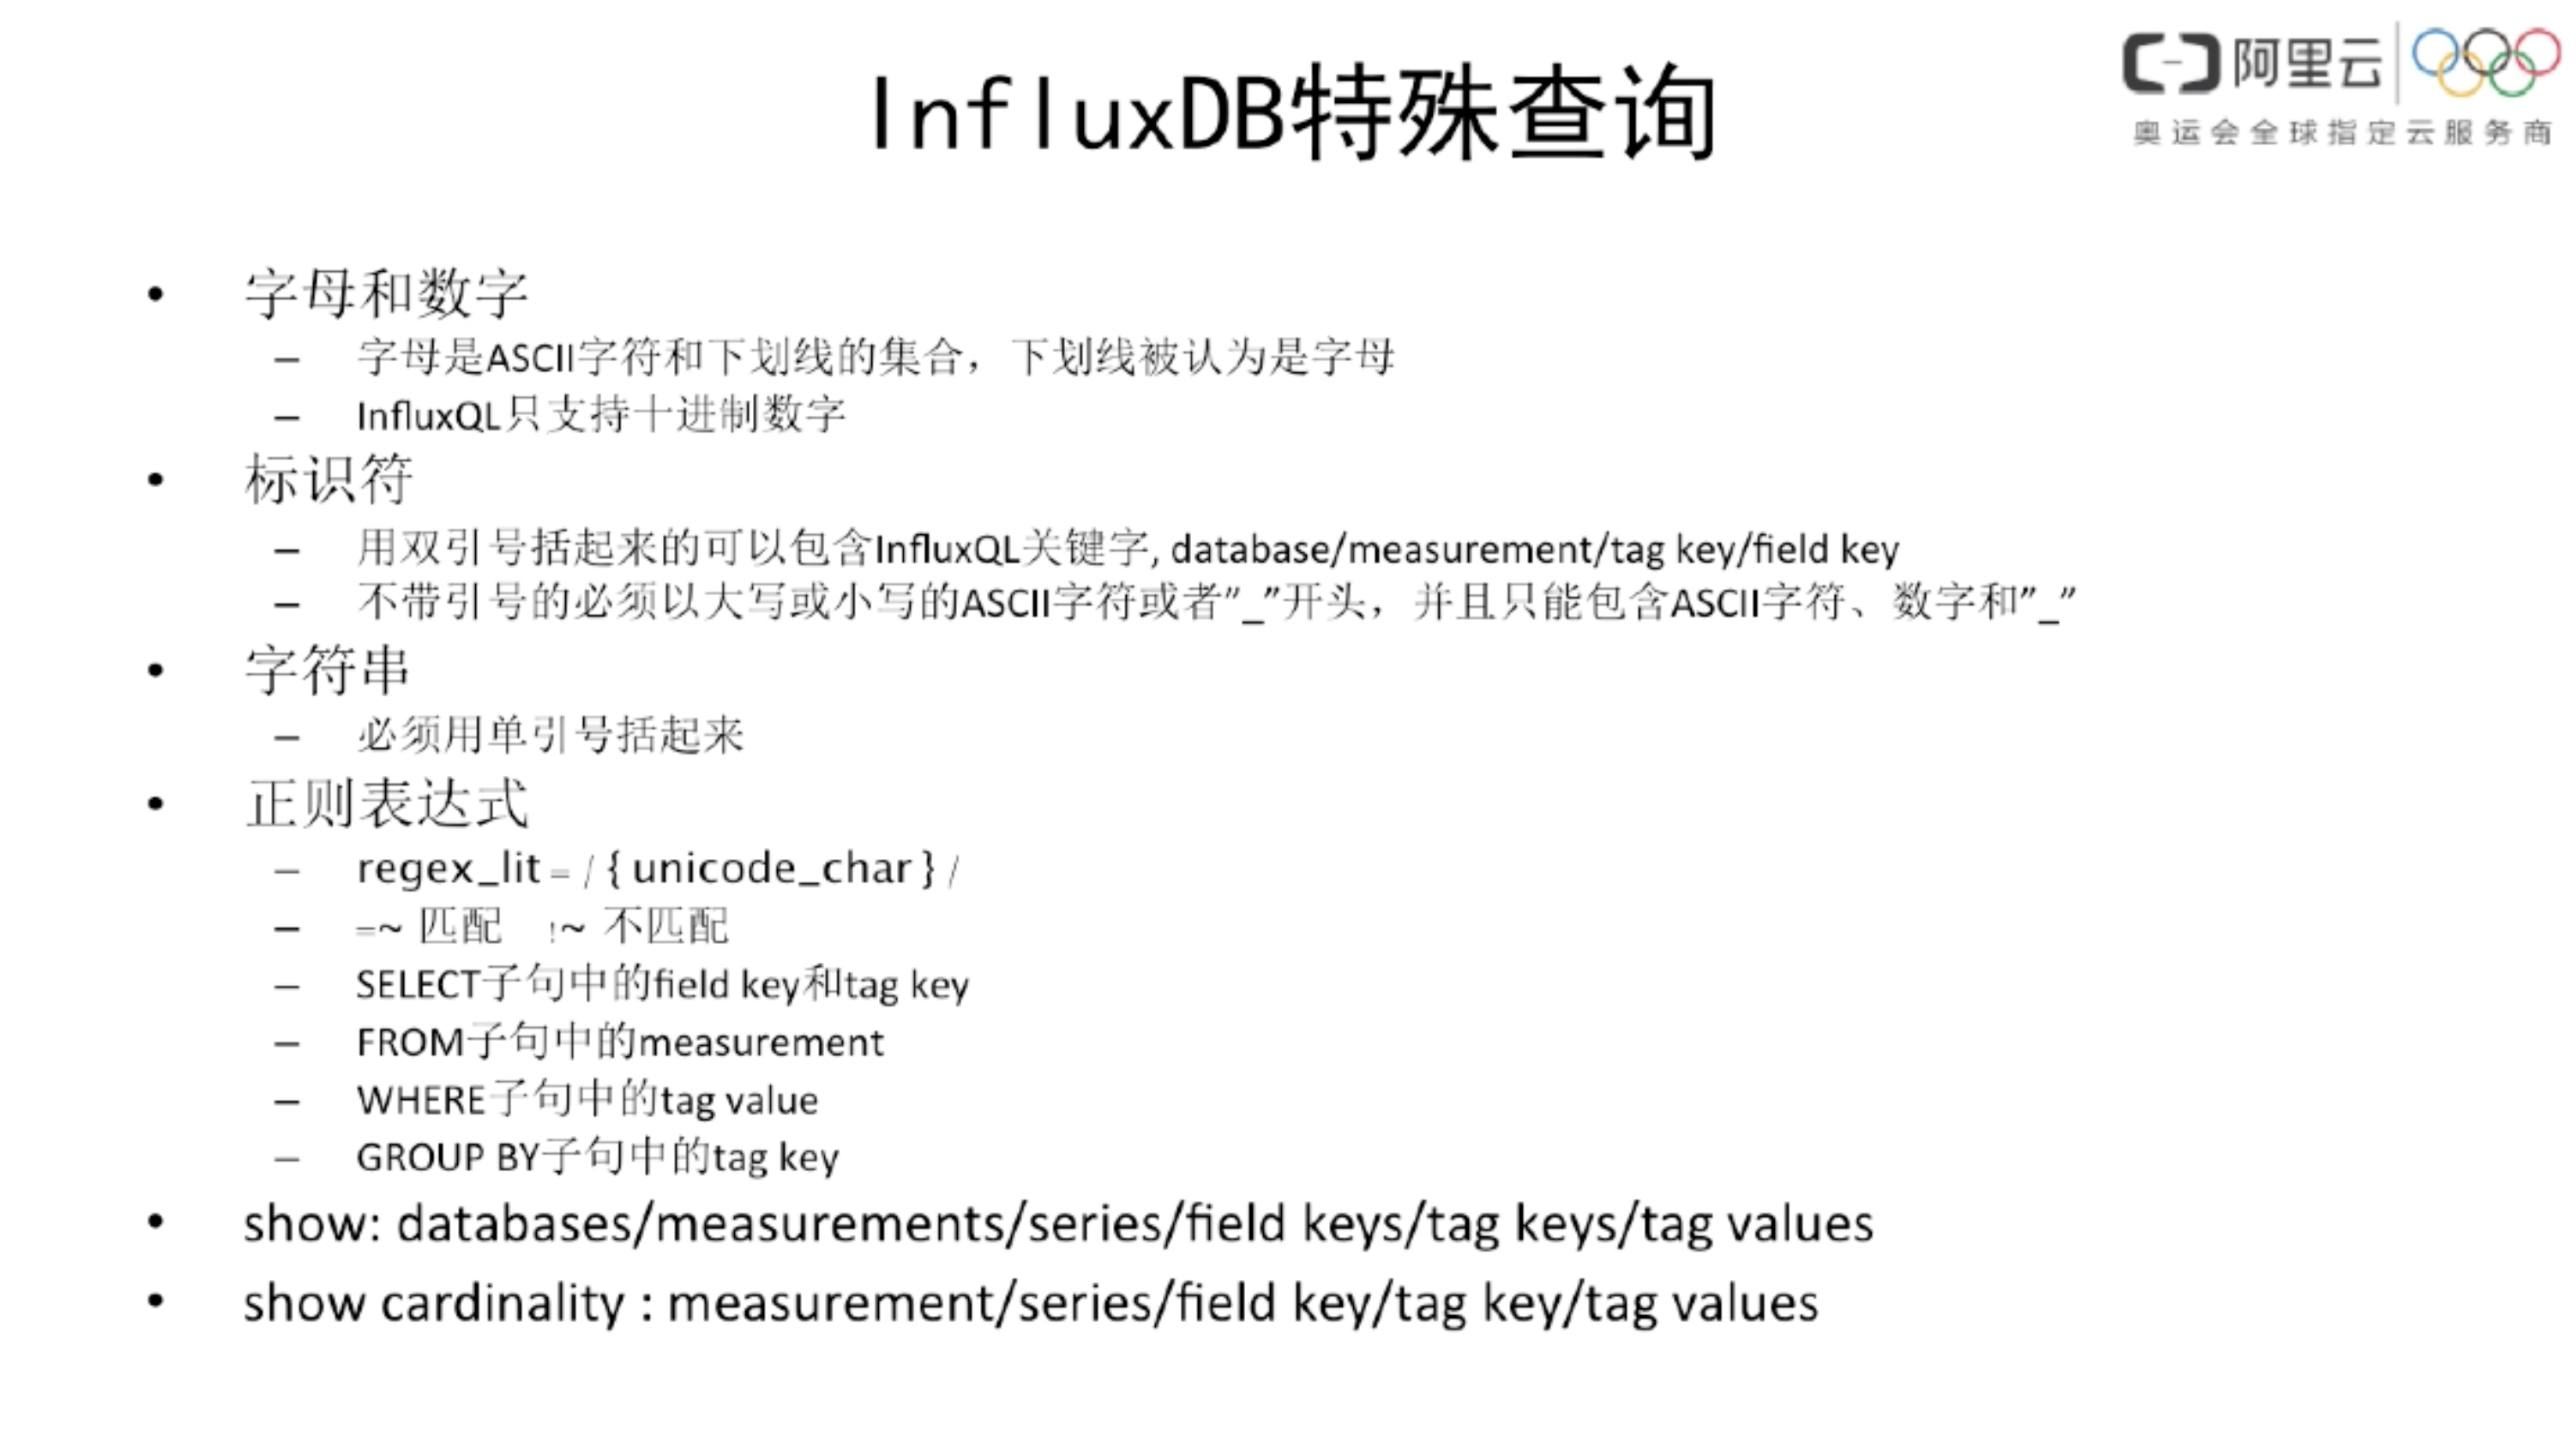 InfluxDB特殊查询
阿里云
奥运会全球指定云服务商
• 字母和数字
– 字母是ASCII字符和下划线的集合，下划线被认为是字母
– InfluxQL只支持十进制数字
• 标识符
– 用双引号括起来的可以包含InfluxQL关键字, database/measurement/tag key/field key
– 不带引号的必须以大写或小写的ASCII字符或者”_”开头，并且只能包含ASCII字符、数字和”_”
• 字符串
– 必须用单引号括起来
• 正则表达式
– regex_lit = / { unicode_char } /
– =~ 匹配 !~ 不匹配
– SELECT子句中的field key和tag key
– FROM子句中的measurement
– WHERE子句中的tag value
– GROUP BY子句中的tag key
• show: databases/measurements/series/field keys/tag keys/tag values
• show cardinality : measurement/series/field key/tag key/tag values